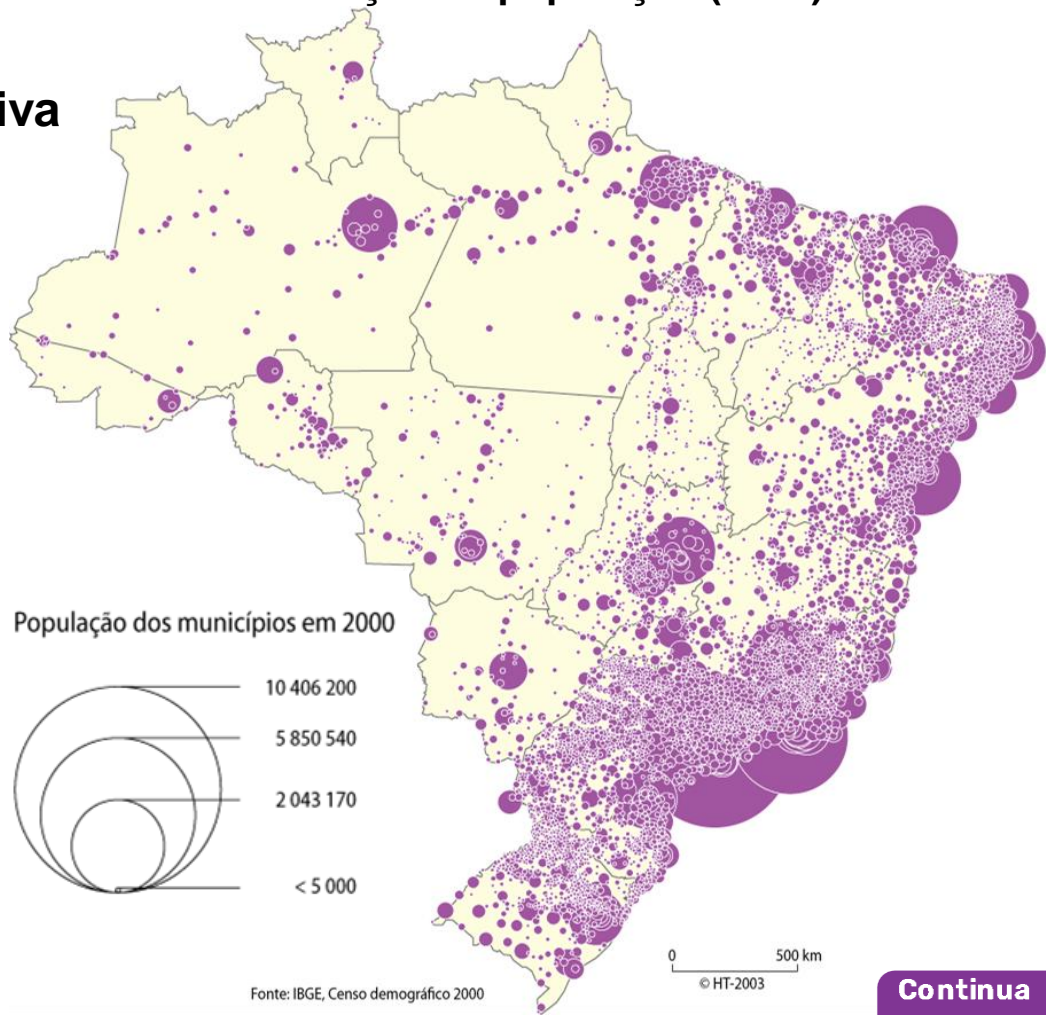 iva
População dos municípios em 2000
10 406 200
5 850 540
2 043 170
< 5 000
0 500 km
© HT-2003
Fonte: IBGE, Censo demográfico 2000
Continua